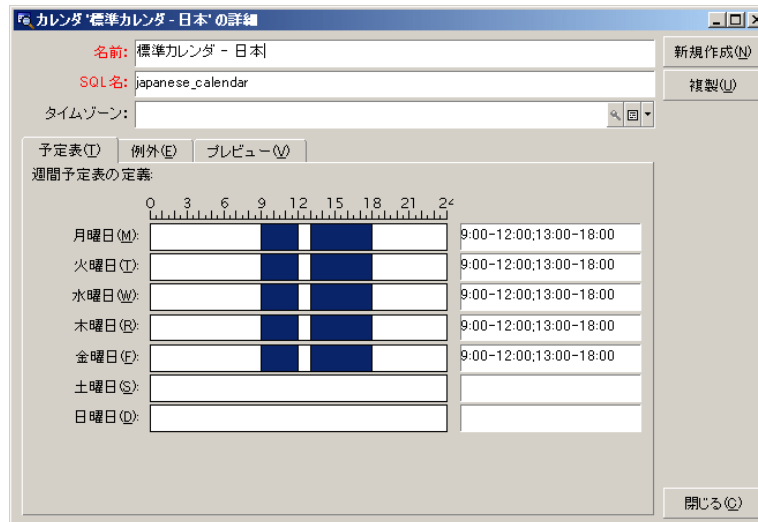 カレンダ '標準カレンダ - 日本' の詳細
名前: 標準カレンダ - 日本
新規作成(N)
SQL名: japanese_calendar
複製(U)
タイムゾーン:
予定表(T) 例外(E) プレビュー(V)
週間予定表の定義:
0 3 6 9 12 15 18 21 24
月曜日(M): 9:00-12:00;13:00-18:00
火曜日(T): 9:00-12:00;13:00-18:00
水曜日(W): 9:00-12:00;13:00-18:00
木曜日(R): 9:00-12:00;13:00-18:00
金曜日(F): 9:00-12:00;13:00-18:00
土曜日(S):
日曜日(D):
閉じる(C)